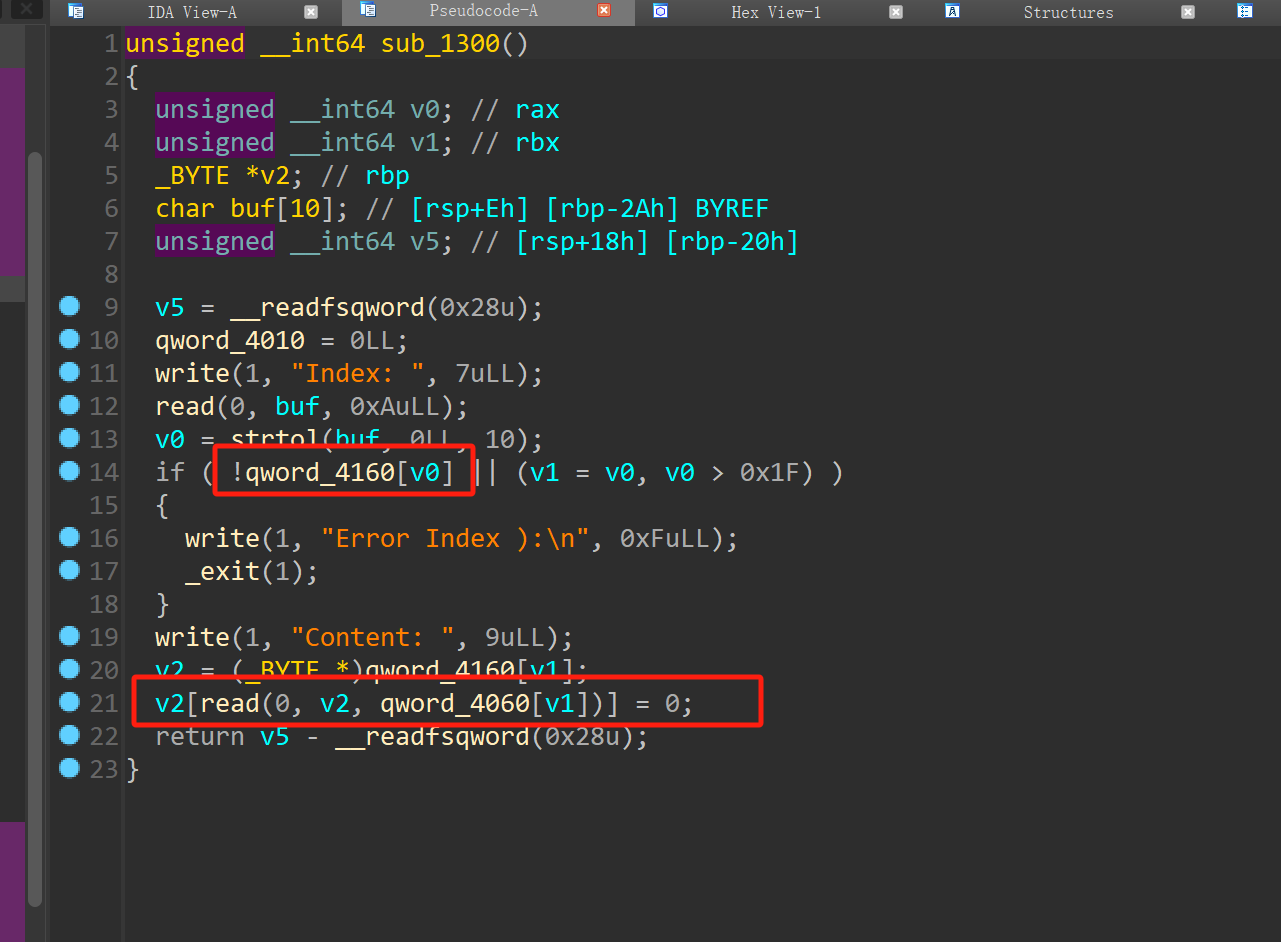 IDA View-A Pseudocode-A Hex View-1 Structures
1 unsigned __int64 sub_1300()
2 {
3 unsigned __int64 v0; // rax
4 unsigned __int64 v1; // rbx
5 _BYTE *v2; // rbp
6 char buf[10]; // [rsp+Eh] [rbp-2Ah] BYREF
7 unsigned __int64 v5; // [rsp+18h] [rbp-20h]
8
9 v5 = __readfsqword(0x28u);
10 qword_4010 = 0LL;
11 write(1, "Index: ", 7uLL);
12 read(0, buf, 0xAuLL);
13 v0 = strtol(buf, 0LL, 10);
14 if ( !qword_4160[v0] || (v1 = v0, v0 > 0x1F) )
15 {
16 write(1, "Error Index ):\n", 0xFuLL);
17 _exit(1);
18 }
19 write(1, "Content: ", 9uLL);
20 v2 = (_BYTE *)qword_4160[v1];
21 v2[read(0, v2, qword_4060[v1])] = 0;
22 return v5 - __readfsqword(0x28u);
23 }